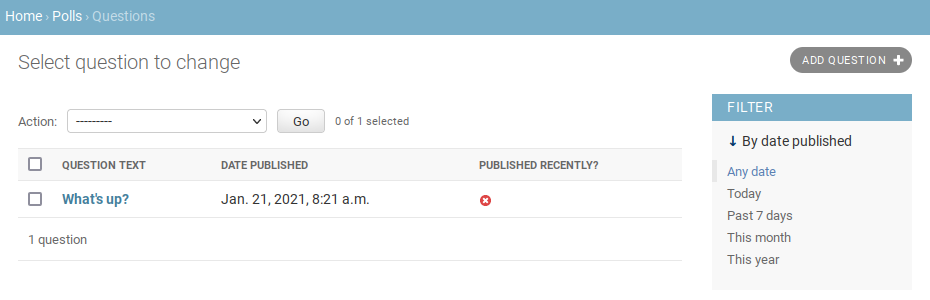 Home › Polls › Questions
Select question to change
ADD QUESTION +
Action: --------- Go 0 of 1 selected
QUESTION TEXT DATE PUBLISHED PUBLISHED RECENTLY?
What's up? Jan. 21, 2021, 8:21 a.m.
1 question
FILTER
↓ By date published
Any date
Today
Past 7 days
This month
This year